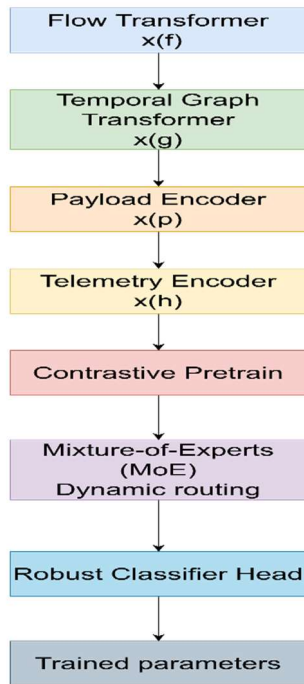 Flow Transformer
x(f)
Temporal Graph
Transformer
x(g)
Payload Encoder
x(p)
Telemetry Encoder
x(h)
Contrastive Pretrain
Mixture-of-Experts
(MoE)
Dynamic routing
Robust Classifier Head
Trained parameters